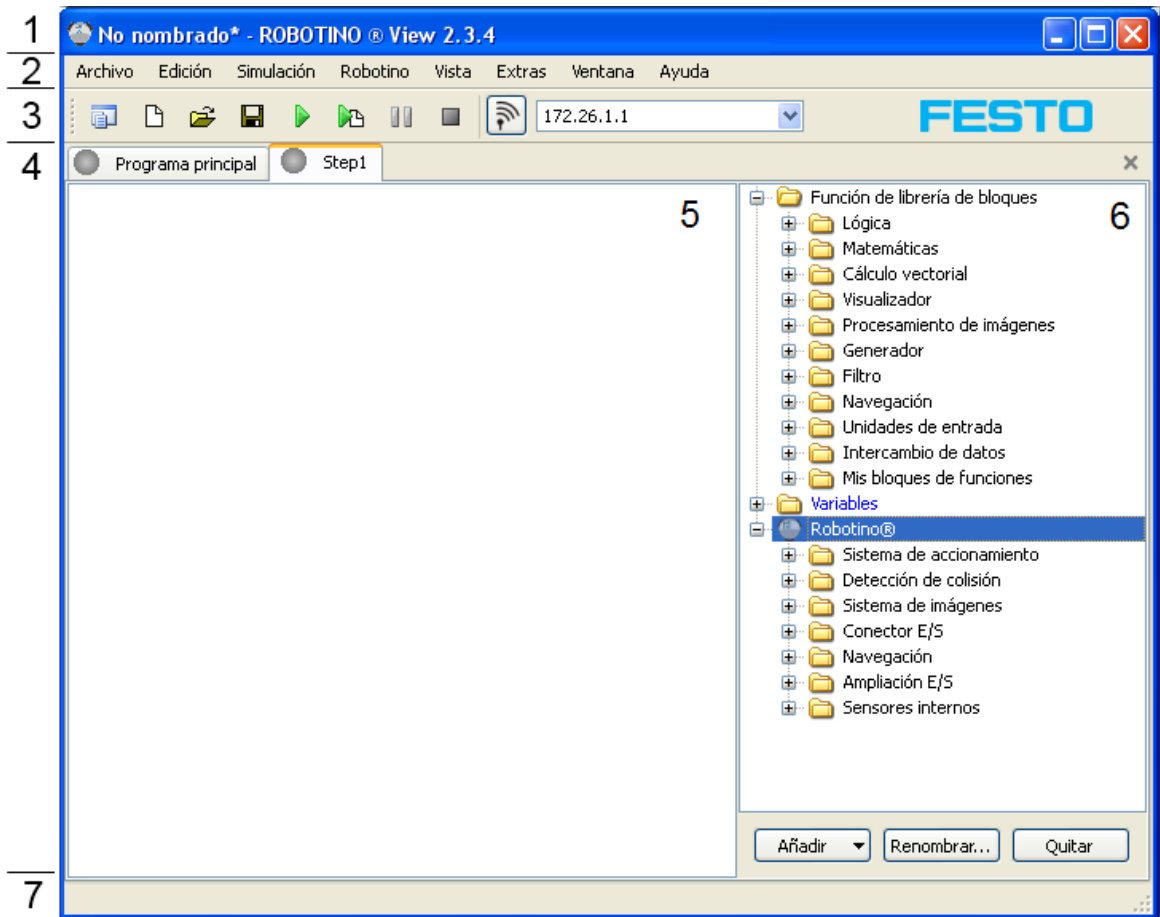 1
No nombrado* - ROBOTINO ® View 2.3.4
2
Archivo Edición Simulación Robotino Vista Extras Ventana Ayuda
3
172.26.1.1
FESTO
4
Programa principal Step1
5
6
Función de librería de bloques
Lógica
Matemáticas
Cálculo vectorial
Visualizador
Procesamiento de imágenes
Generador
Filtro
Navegación
Unidades de entrada
Intercambio de datos
Mis bloques de funciones
Variables
Robotino®
Sistema de accionamiento
Detección de colisión
Sistema de imágenes
Conector E/S
Navegación
Ampliación E/S
Sensores internos
Añadir Renombrar... Quitar
7